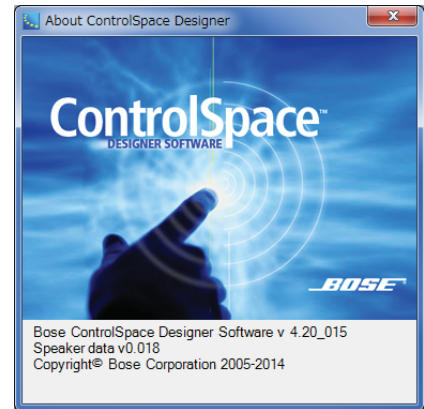 About ControlSpace Designer
ControlSpace™
DESIGNER SOFTWARE
BOSE
Bose ControlSpace Designer Software v 4.20_015
Speaker data v0.018
Copyright© Bose Corporation 2005-2014